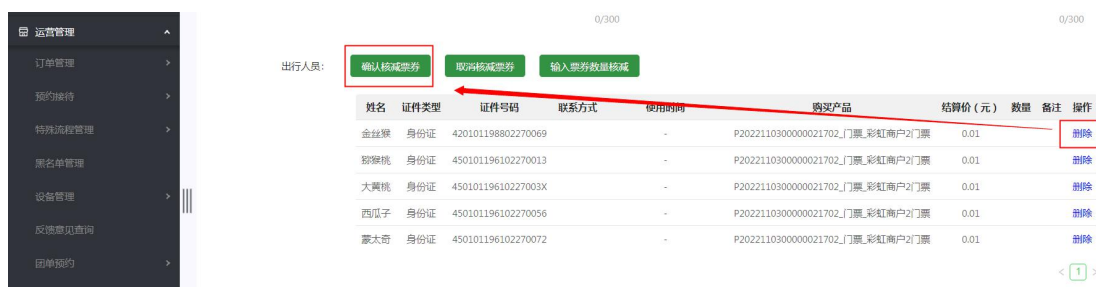 0/300
0/300
运营管理
订单管理
预约接待
特殊流程管理
黑名单管理
设备管理
反馈意见查询
团单预约
出行人员：
确认核减票券 取消核减票券 输入票券数量核减
姓名 证件类型 证件号码 联系方式 使用时间 购买产品 结算价（元） 数量 备注 操作
金丝猴 身份证 420101198802270069 - P2022110300000021702_门票_彩虹商户2门票 0.01 删除
猕猴桃 身份证 450101196102270013 - P2022110300000021702_门票_彩虹商户2门票 0.01 删除
大黄桃 身份证 45010119610227003X - P2022110300000021702_门票_彩虹商户2门票 0.01 删除
西瓜子 身份证 450101196102270056 - P2022110300000021702_门票_彩虹商户2门票 0.01 删除
蒙太奇 身份证 450101196102270072 - P2022110300000021702_门票_彩虹商户2门票 0.01 删除
< 1 >